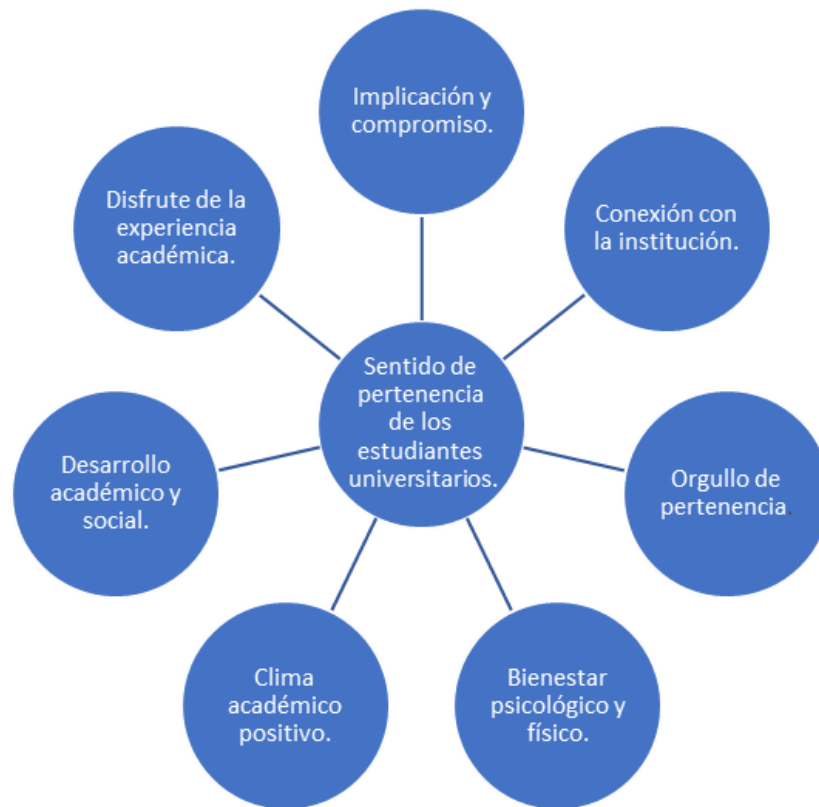 Implicación y
compromiso.
Disfrute de la
experiencia
académica.
Conexión con
la institución.
Sentido de
pertenencia
de los
estudiantes
universitarios.
Desarrollo
académico y
social.
Orgullo de
pertenencia.
Clima
académico
positivo.
Bienestar
psicológico y
físico.